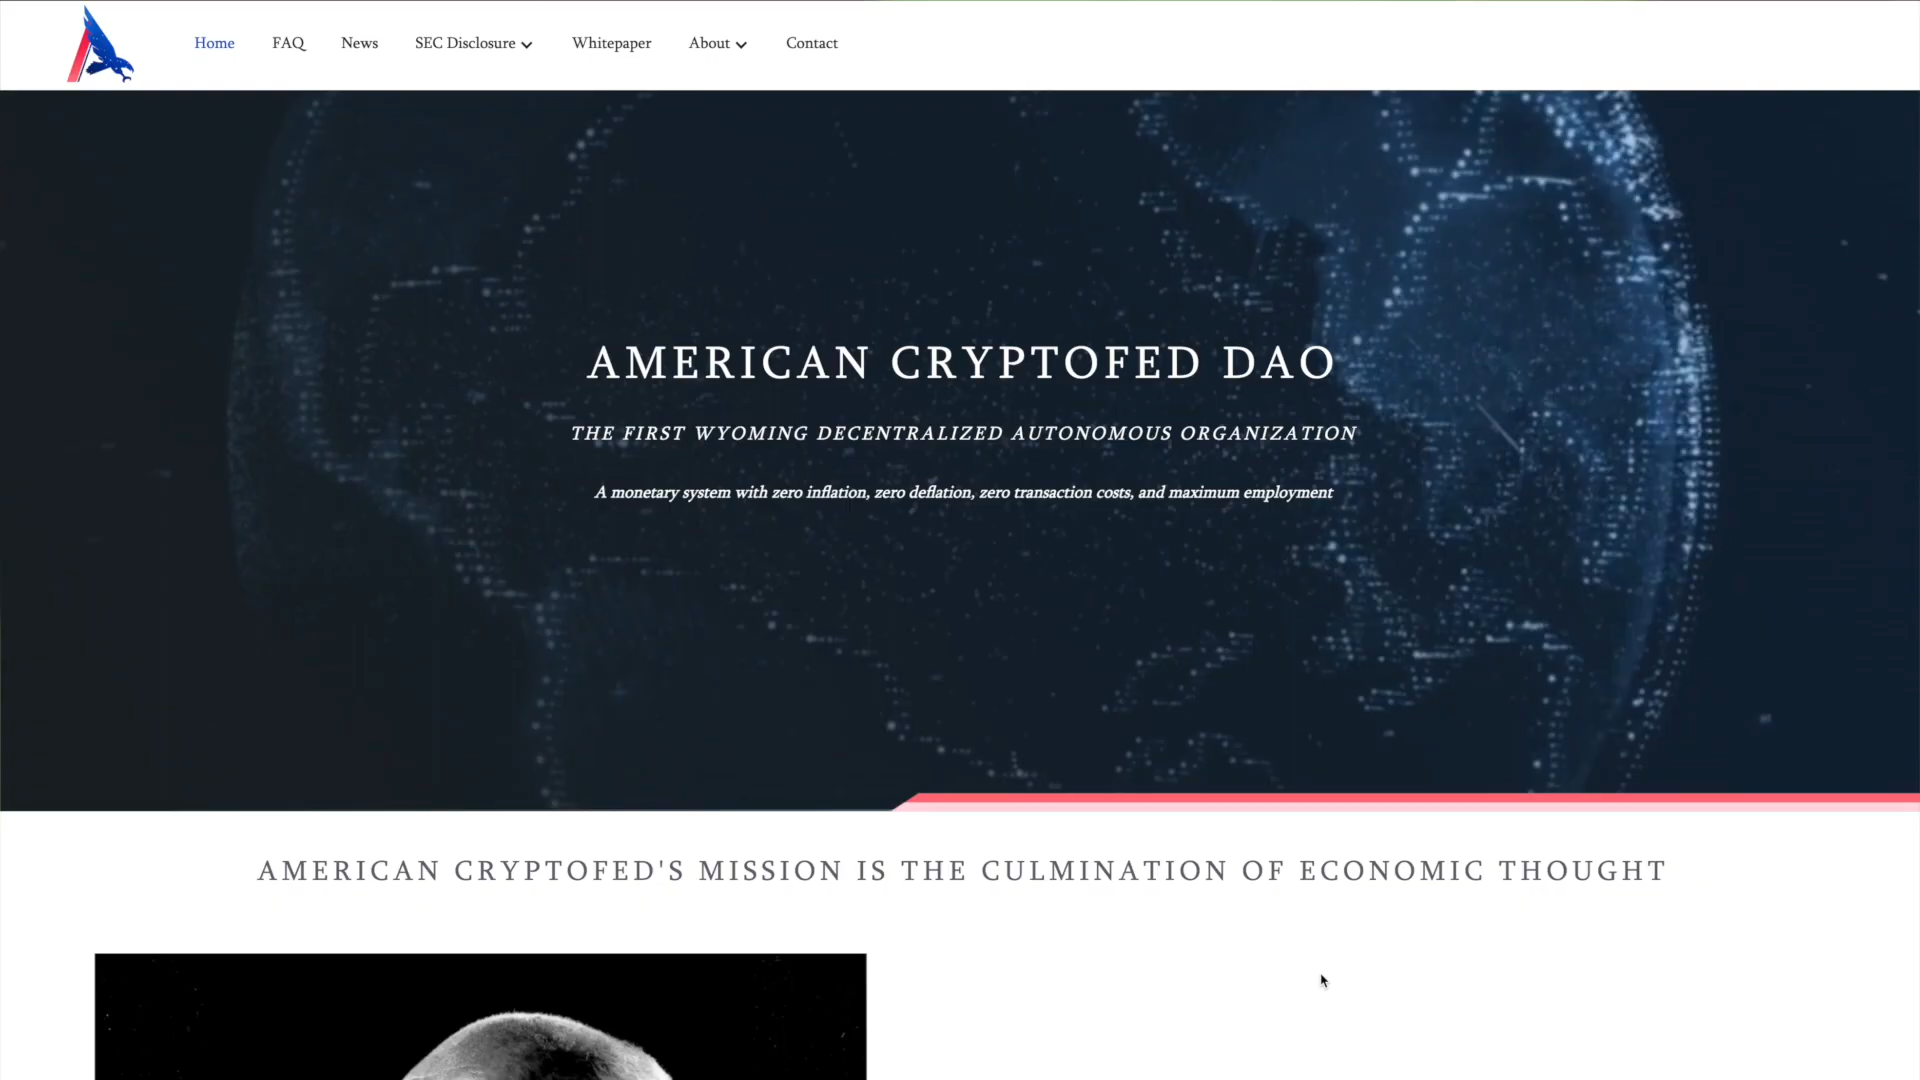 Home
FAQ
News
SEC Disclosure
Whitepaper
About
Contact
AMERICAN CRYPTOFED DAO
THE FIRST WYOMING DECENTRALIZED AUTONOMOUS ORGANIZATION
A monetary system with zero inflation, zero deflation, zero transaction costs, and maximum employment
AMERICAN CRYPTOFED'S MISSION IS THE CULMINATION OF ECONOMIC THOUGHT